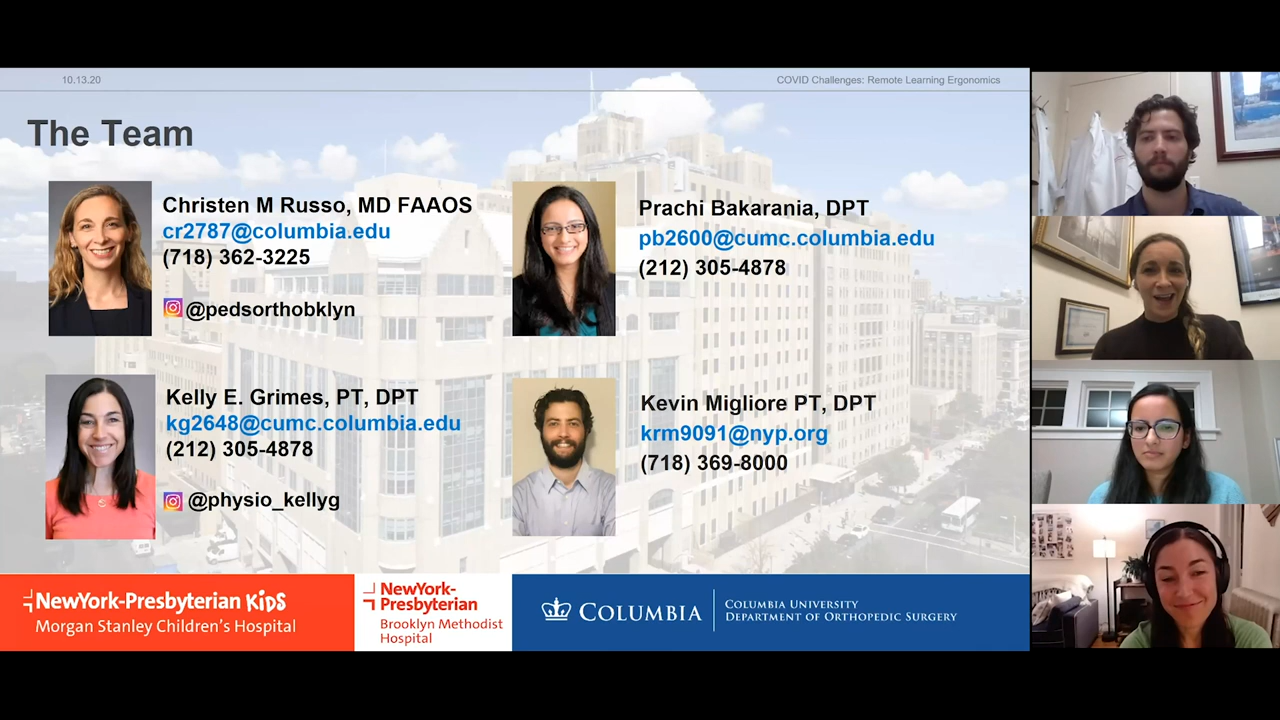 10.13.20
COVID Challenges: Remote Learning Ergonomics
The Team
Christen M Russo, MD FAAOS
cr2787@columbia.edu
(718) 362-3225
@pedsorthobklyn
Prachi Bakarania, DPT
pb2600@cumc.columbia.edu
(212) 305-4878
Kelly E. Grimes, PT, DPT
kg2648@cumc.columbia.edu
(212) 305-4878
@physio_kellyg
Kevin Migliore PT, DPT
krm9091@nyp.org
(718) 369-8000
NewYork-Presbyterian KiDS
Morgan Stanley Children's Hospital
NewYork-
Presbyterian
Brooklyn Methodist
Hospital
COLUMBIA
COLUMBIA UNIVERSITY
DEPARTMENT OF ORTHOPEDIC SURGERY